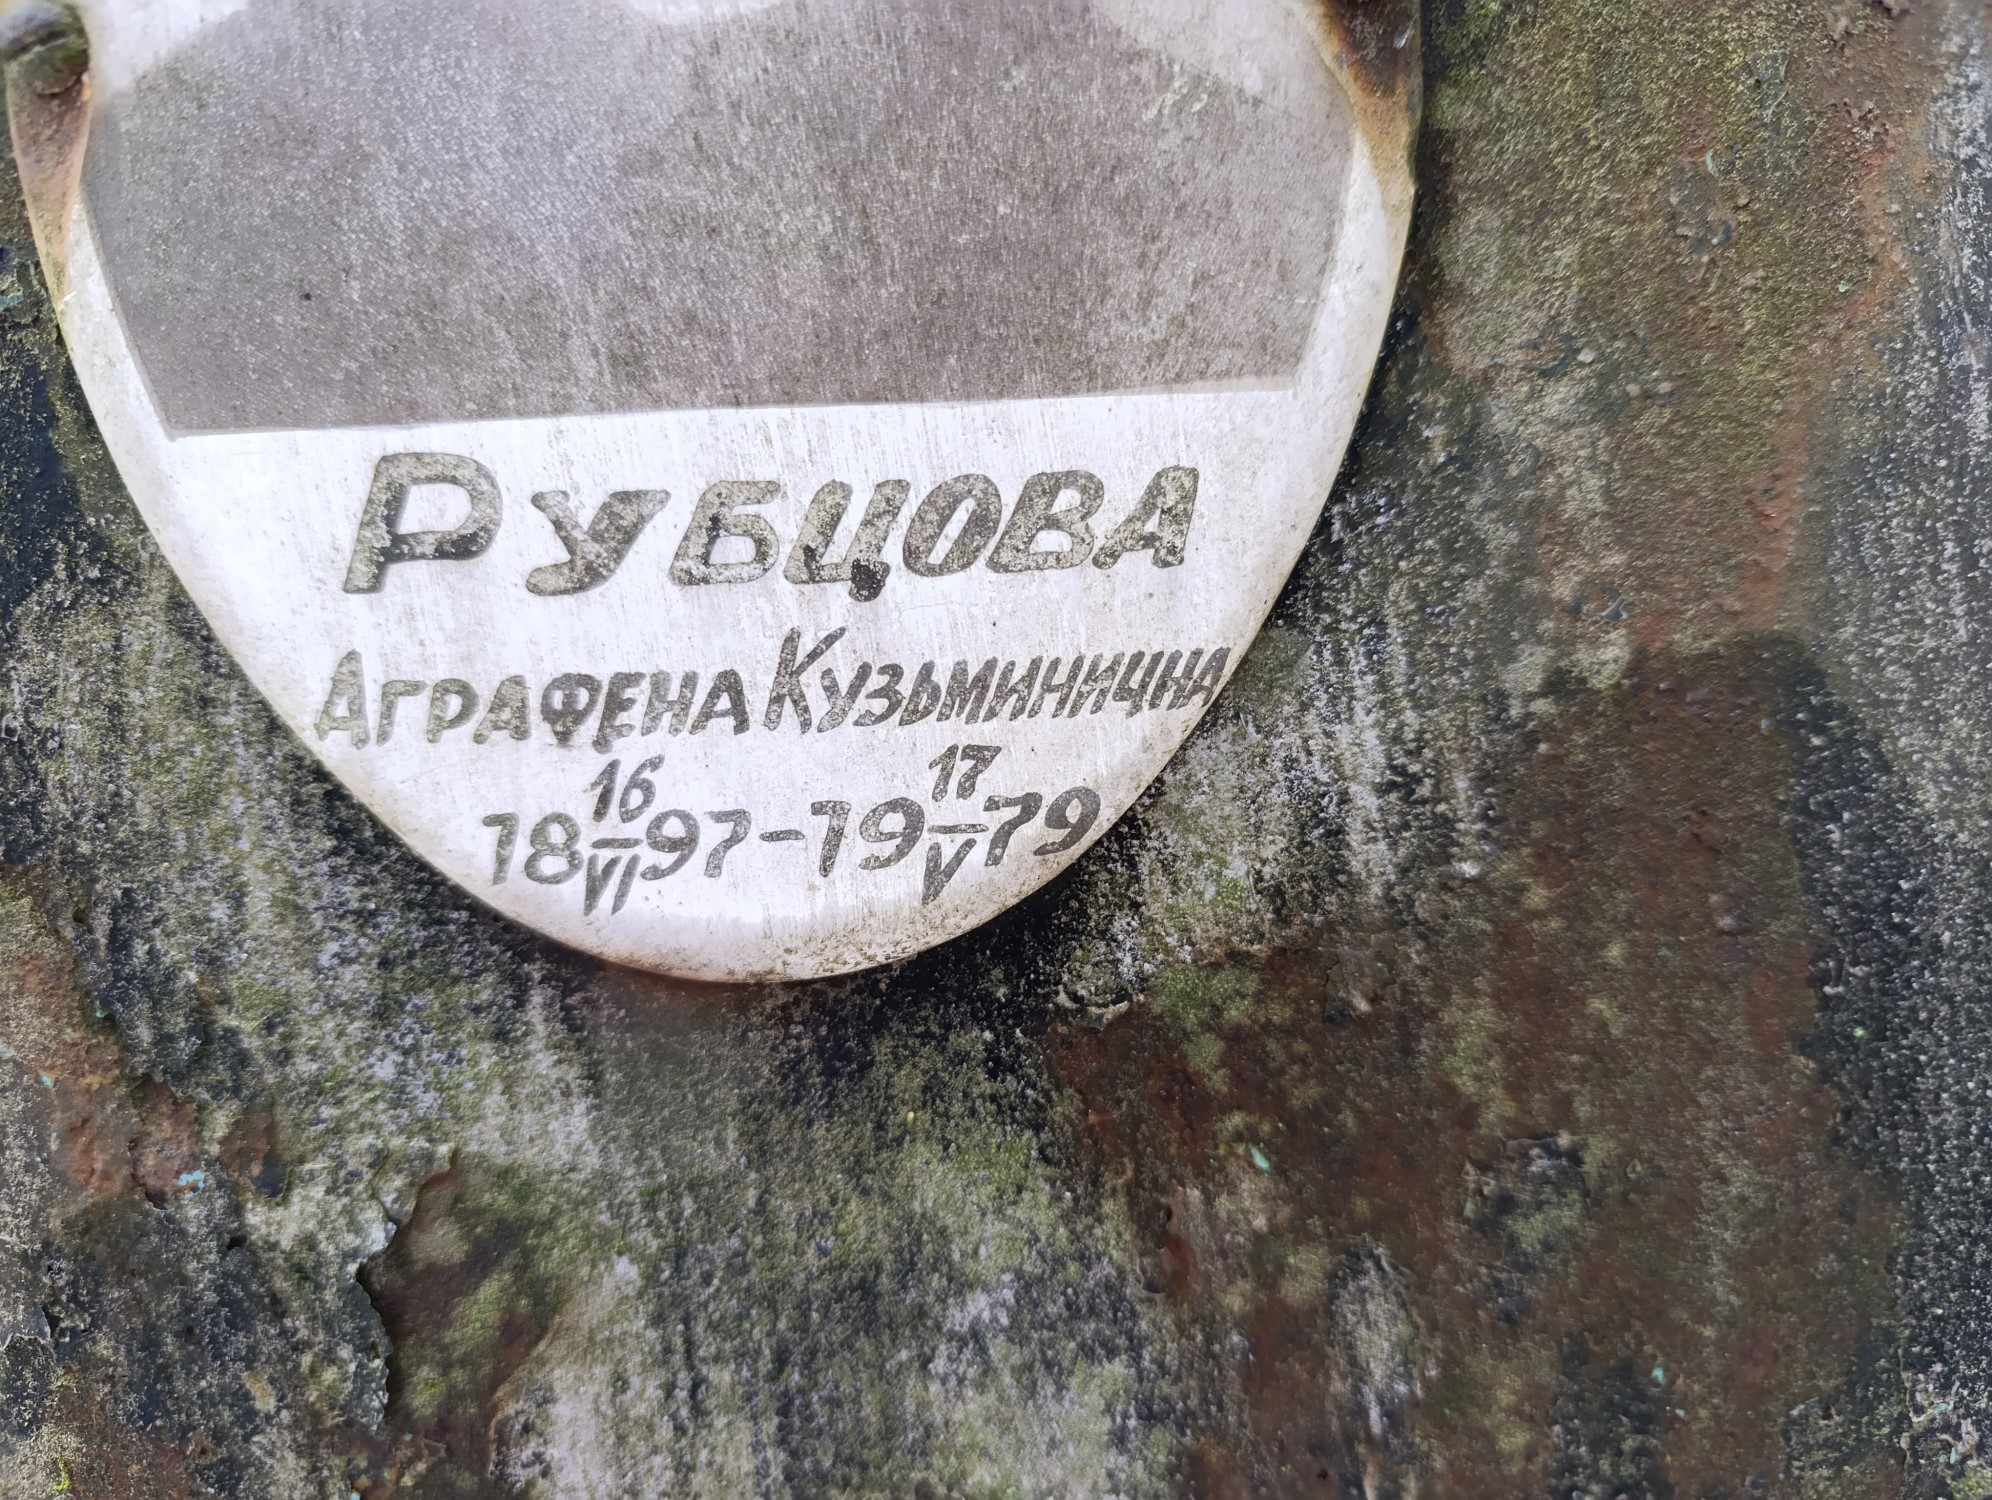 Рубцова
Аграфена Кузьминична
18 16/VI 97 - 19 17/V 79